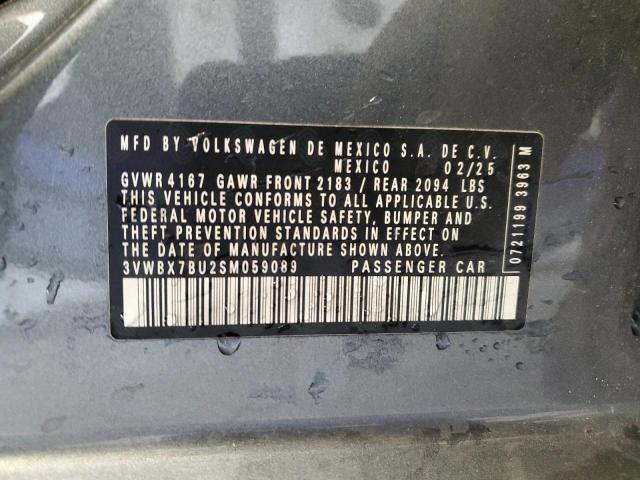 MFD BY VOLKSWAGEN DE MEXICO S.A. DE C.V.
MEXICO 02/25
GVWR 4167 GAWR FRONT 2183 / REAR 2094 LBS
THIS VEHICLE CONFORMS TO ALL APPLICABLE U.S.
FEDERAL MOTOR VEHICLE SAFETY, BUMPER AND
THEFT PREVENTION STANDARDS IN EFFECT ON
THE DATE OF MANUFACTURE SHOWN ABOVE.
3VWBX7BU2SM059089 PASSENGER CAR
0721199 3963 M